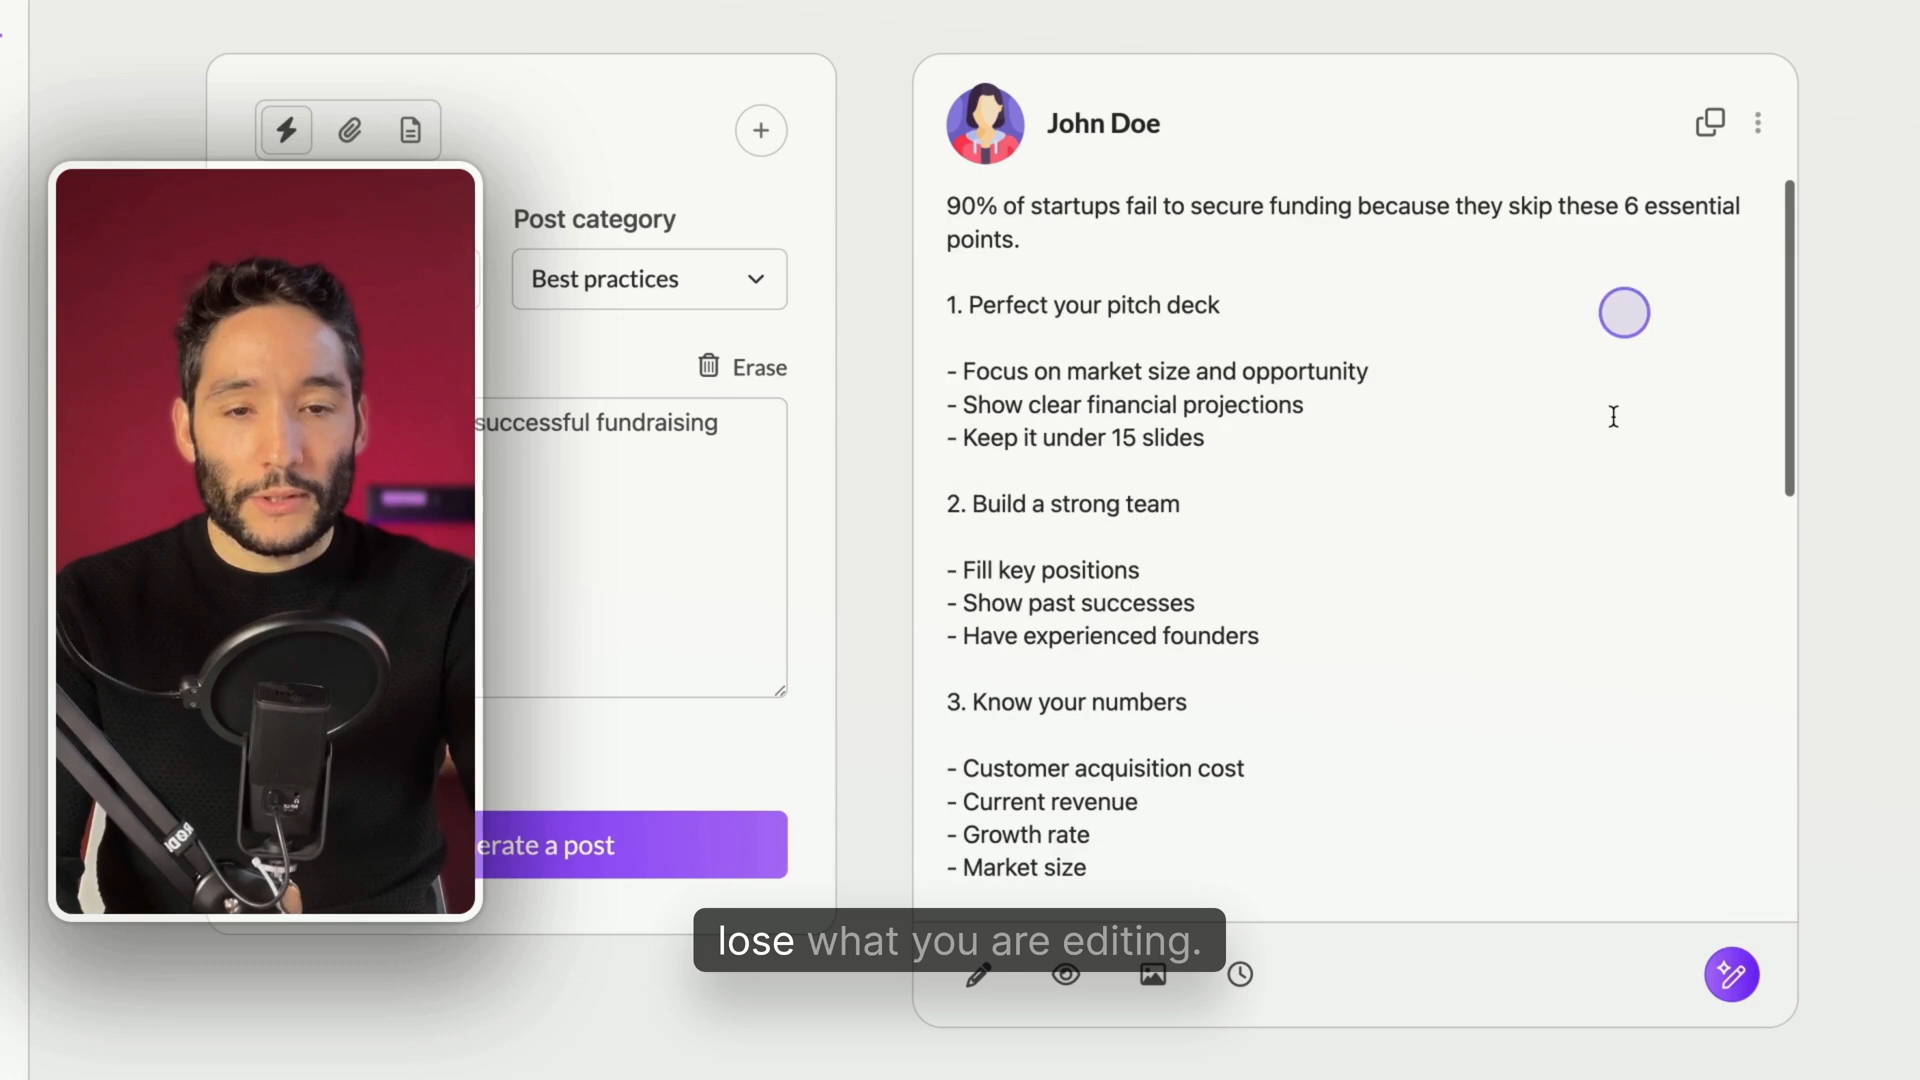 Post category
Best practices
Erase
successful fundraising
erate a post
John Doe
90% of startups fail to secure funding because they skip these 6 essential
points.
1. Perfect your pitch deck
- Focus on market size and opportunity
- Show clear financial projections
- Keep it under 15 slides
2. Build a strong team
- Fill key positions
- Show past successes
- Have experienced founders
3. Know your numbers
- Customer acquisition cost
- Current revenue
- Growth rate
- Market size
lose what you are editing.